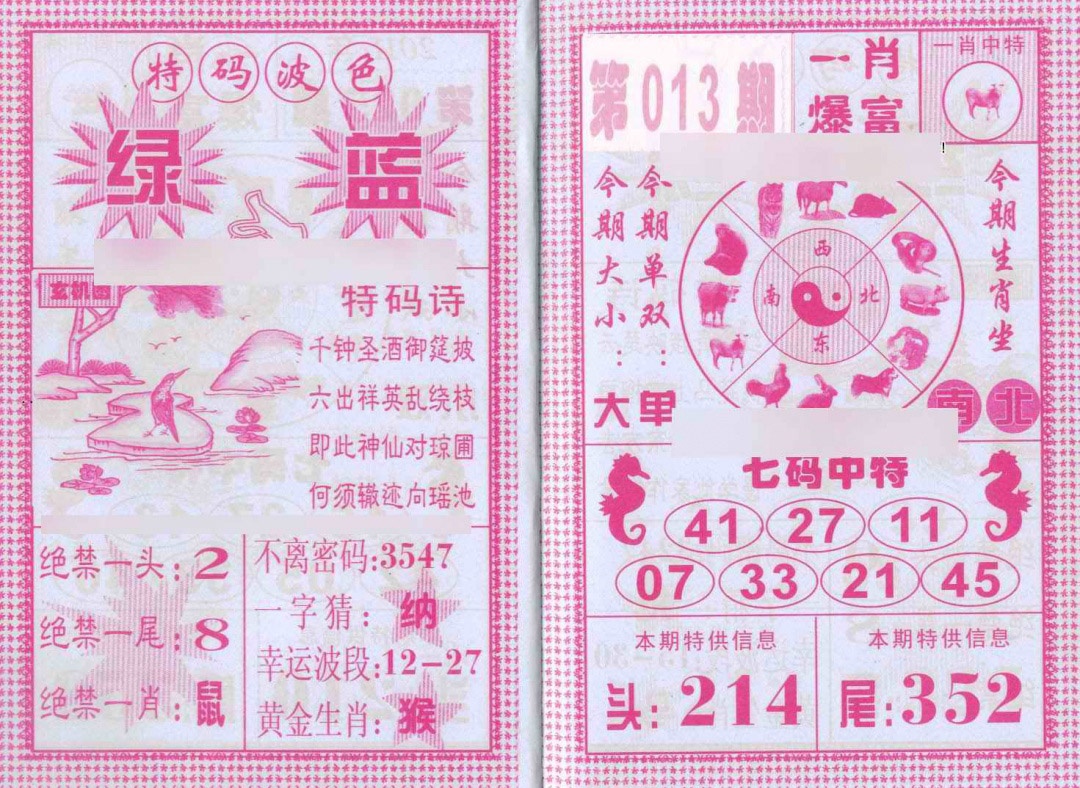 特码波色
绿 蓝
玄机图
特码诗
千钟圣酒御筵披
六出祥英乱绕枝
即此神仙对琼圃
何须辙迹向瑶池
绝禁一头:2
绝禁一尾:8
绝禁一肖:鼠
不离密码:3547
一字猜:纳
幸运波段:12-27
黄金生肖:猴
第013期
一肖
爆富
一肖中特
!
今期大小:大
今期单双:单
西
南 北
东
今期生肖坐
南北
七码中特
41 27 11
07 33 21 45
本期特供信息
头:214
本期特供信息
尾:352